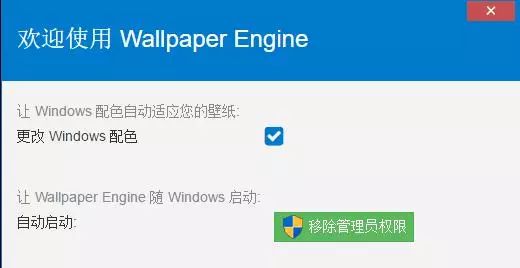 欢迎使用 Wallpaper Engine
让 Windows 配色自动适应您的壁纸:
更改 Windows 配色
让 Wallpaper Engine 随 Windows 启动:
自动启动:
移除管理员权限